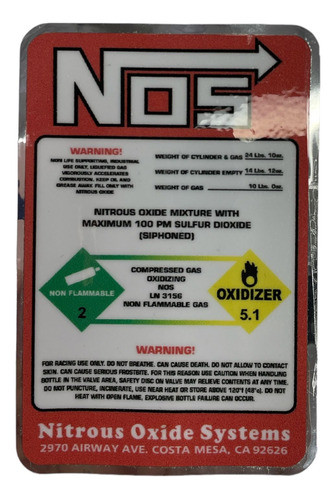 NOS
WARNING!
NON LIFE SUPPORTING, INDUSTRIAL
USE ONLY, LIQUEFIED GAS
VIGOROUSLY ACCELERATES
COMBUSTION. KEEP OIL AND
GREASE AWAY. FILL ONLY WITH
NITROUS OXIDE
WEIGHT OF CYLINDER & GAS 24 Lbs. 10oz.
WEIGHT OF CYLINDER EMPTY 14 Lbs. 12oz.
WEIGHT OF GAS 10 Lbs. 0oz.
NITROUS OXIDE MIXTURE WITH
MAXIMUM 100 PM SULFUR DIOXIDE
(SIPHONED)
NON FLAMMABLE
2
COMPRESSED GAS
OXIDIZING
NOS
LN 3156
NON FLAMMABLE GAS
OXIDIZER
5.1
WARNING!
FOR RACING USE ONLY. DO NOT BREATHE. CAN CAUSE DEATH. DO NOT ALLOW TO CONTACT
SKIN. CAN CAUSE SERIOUS FROSTBITE. FOR THIS REASON USE CAUTION WHEN HANDLING
BOTTLE IN THE VALVE AREA, SAFETY DISC ON VALVE MAY RELIEVE CONTENTS AT ANY TIME.
DO NOT PUNCTURE, INCINERATE, USE NEAR HEAT OR STORE ABOVE 120°f (48°c). DO NOT
HEAT WITH OPEN FLAME. EXPLOSIVE BOTTLE FAILURE CAN OCCUR.
Nitrous Oxide Systems
2970 AIRWAY AVE. COSTA MESA, CA 92626